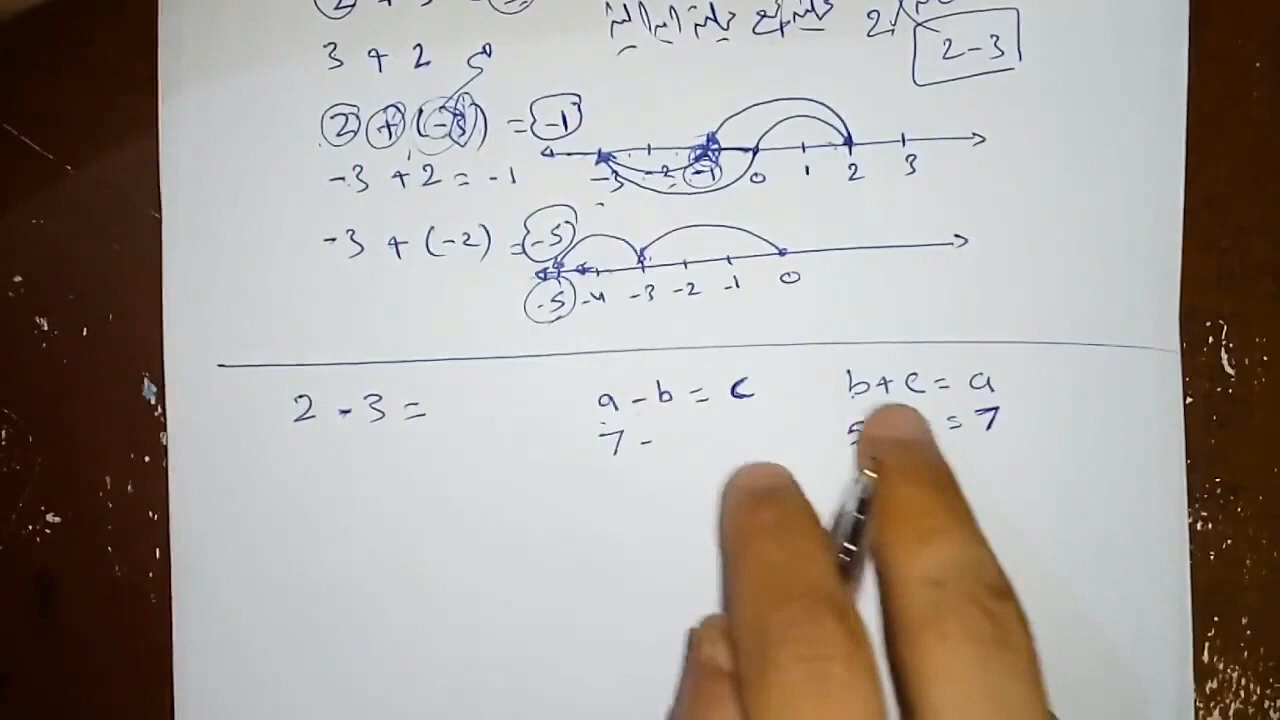 3 + 2
2-3
2 + (-3) = -1
-3 -2 -1 0 1 2 3
-3 + 2 = -1
-3 + (-2) = -5
-5 -4 -3 -2 -1 0
2 - 3 =
a - b = c
b + c = a
7 -
5 = 7